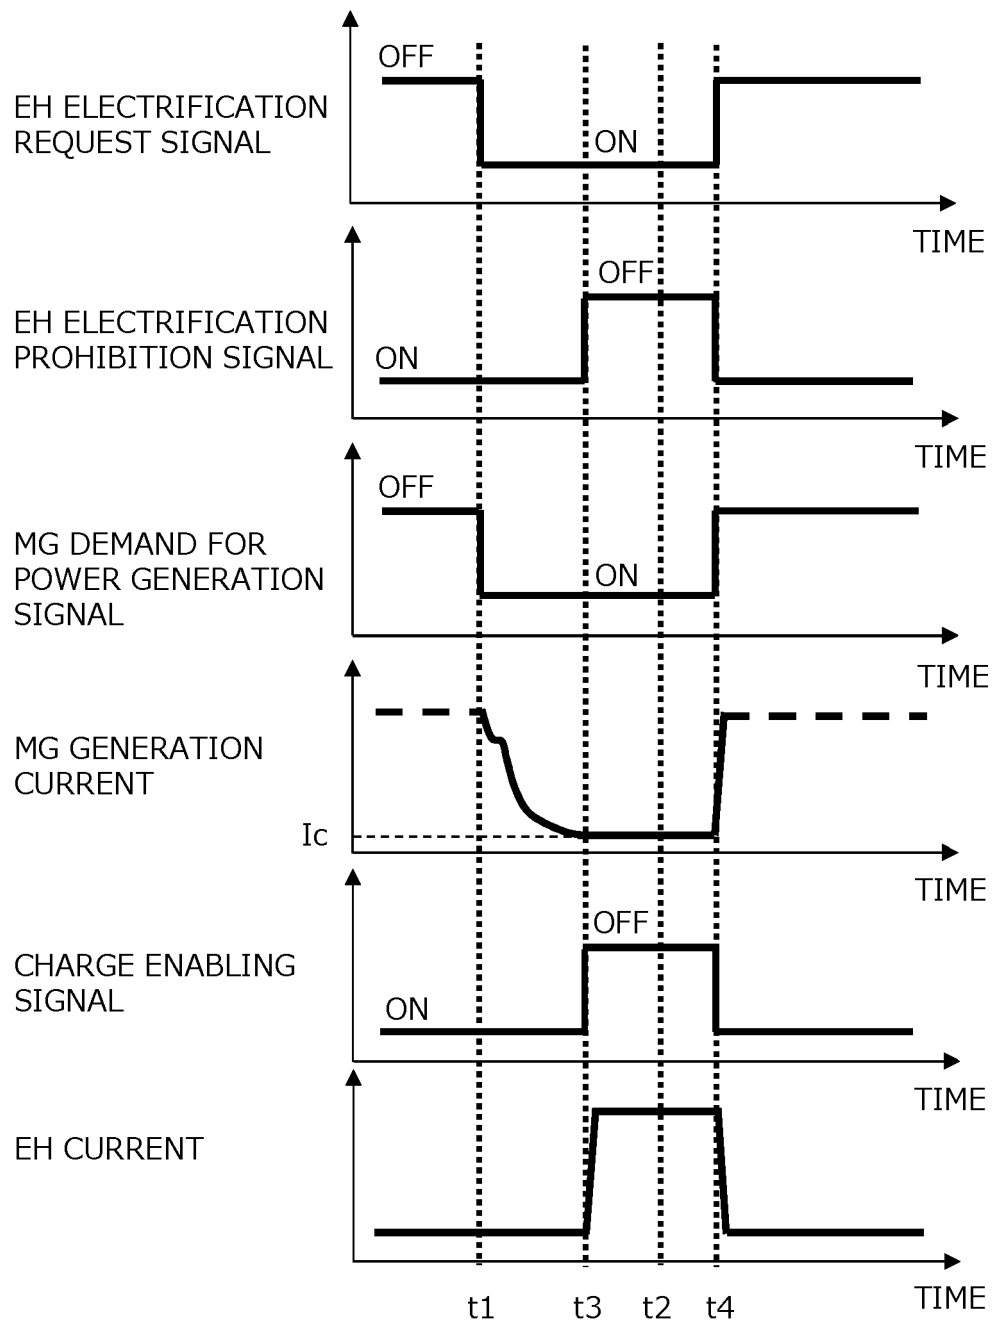 OFF
EH ELECTRIFICATION
REQUEST SIGNAL
ON
TIME
OFF
EH ELECTRIFICATION
PROHIBITION SIGNAL
ON
TIME
OFF
MG DEMAND FOR
POWER GENERATION
SIGNAL
ON
TIME
MG GENERATION
CURRENT
Ic
TIME
OFF
CHARGE ENABLING
SIGNAL
ON
TIME
EH CURRENT
TIME
t1 t3 t2 t4